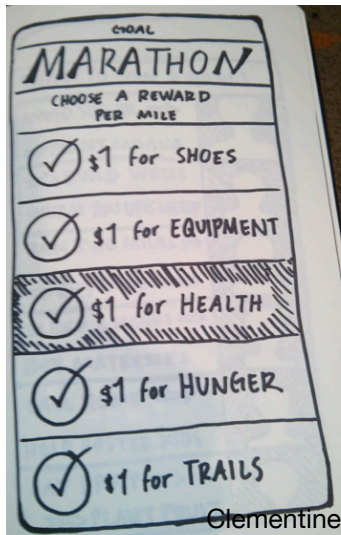 GOAL
MARATHON
CHOOSE A REWARD
PER MILE
$1 for SHOES
$1 for EQUIPMENT
$1 for HEALTH
$1 for HUNGER
$1 for TRAILS
Clementine